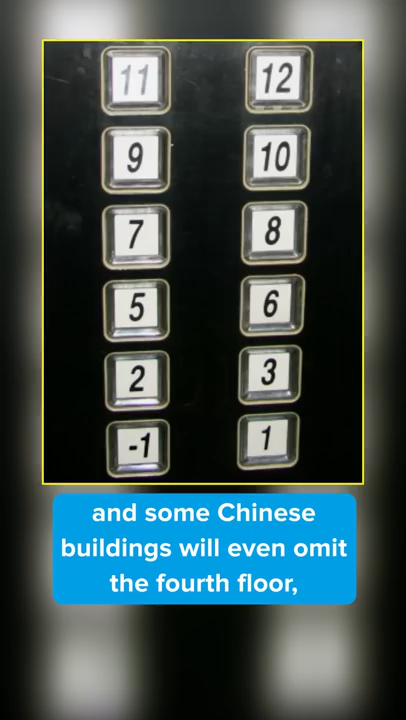 11 12
9 10
7 8
5 6
2 3
-1 1
and some Chinese
buildings will even omit
the fourth floor,